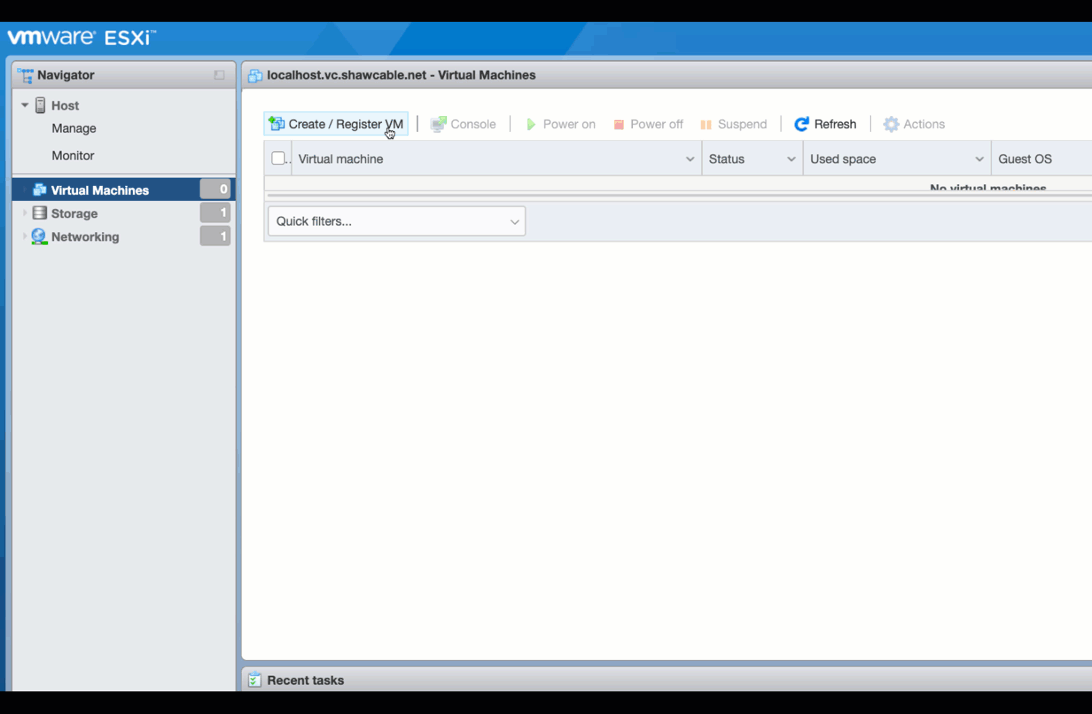 vmware® ESXi™
Navigator
Host
Manage
Monitor
Virtual Machines 0
Storage 1
Networking 1
localhost.vc.shawcable.net - Virtual Machines
Create / Register VM | Console | Power on Power off Suspend | Refresh | Actions
Virtual machine Status Used space Guest OS
No virtual machines
Quick filters...
Recent tasks